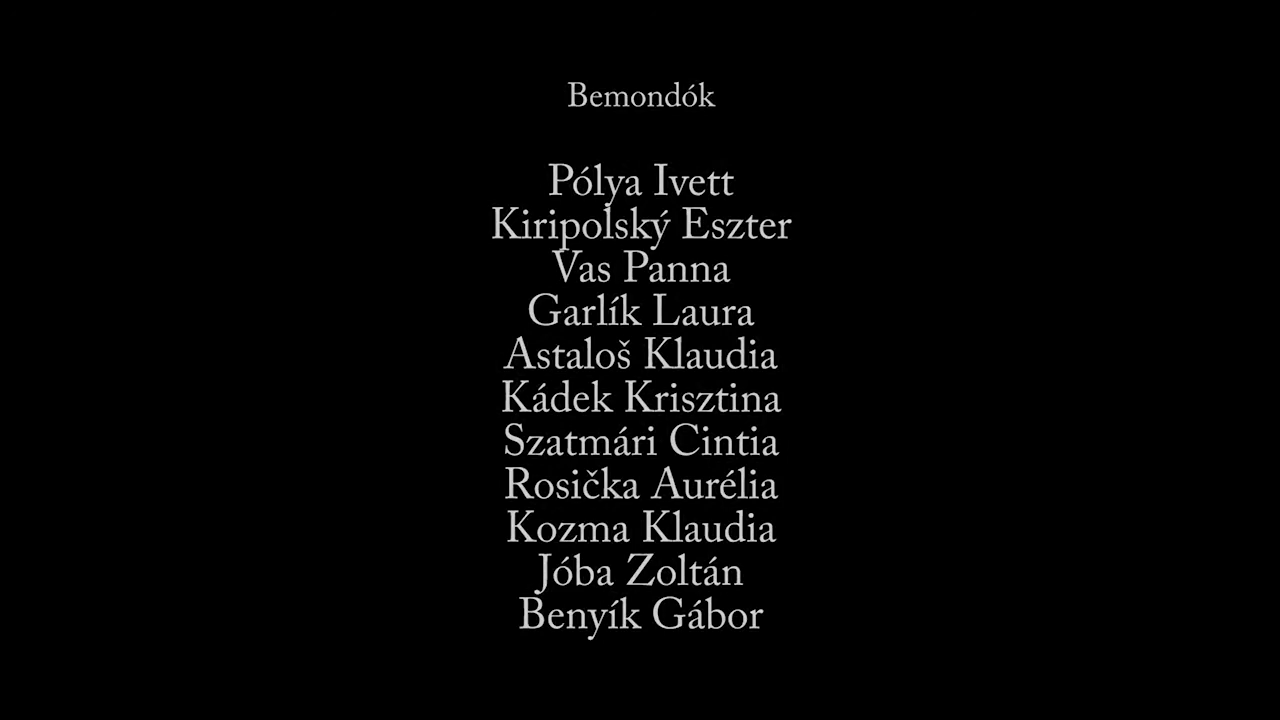 Bemondók
Pólya Ivett
Kiripolský Eszter
Vas Panna
Garlík Laura
Astaloš Klaudia
Kádek Krisztina
Szatmári Cintia
Rosička Aurélia
Kozma Klaudia
Jóba Zoltán
Benyík Gábor